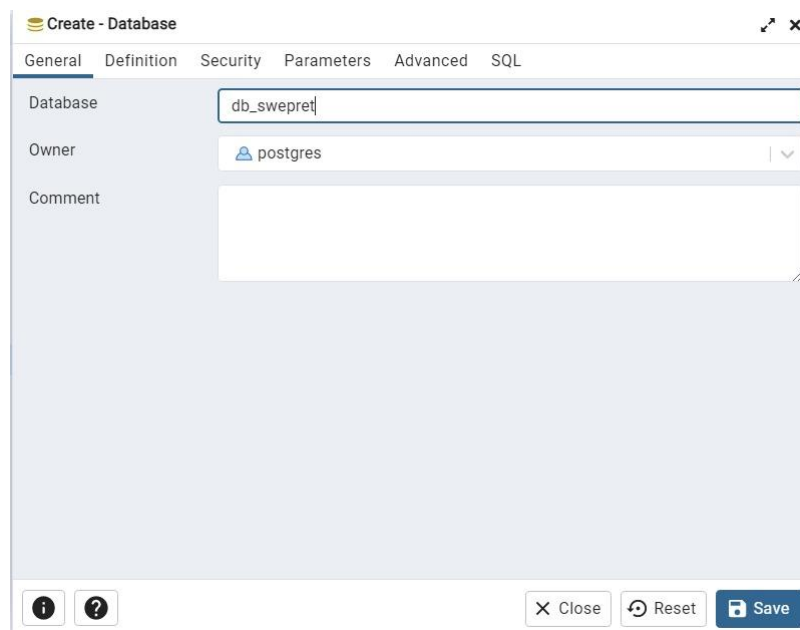 Create - Database
General Definition Security Parameters Advanced SQL
Database db_swepret
Owner postgres
Comment
Close Reset Save